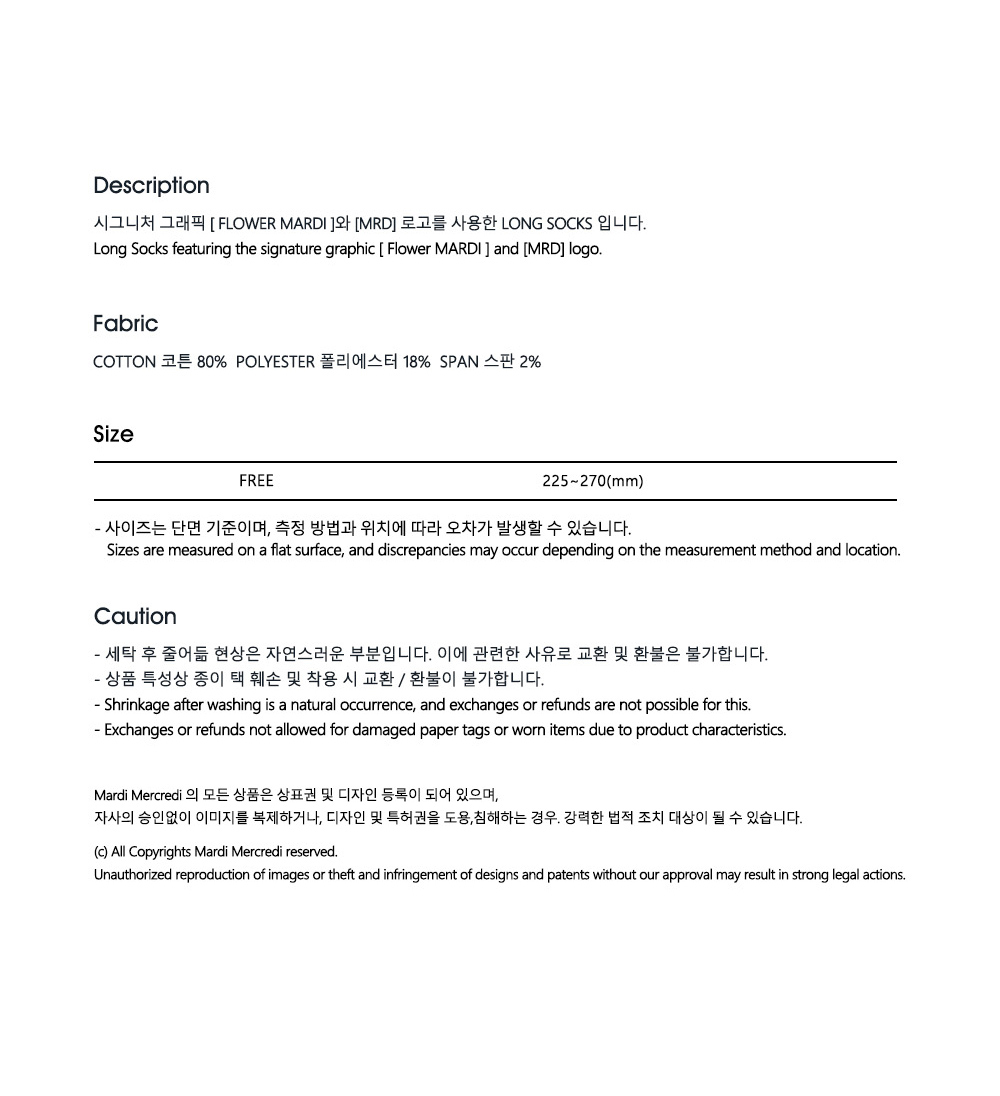 Description
시그니처 그래픽 [ FLOWER MARDI ]와 [MRD] 로고를 사용한 LONG SOCKS 입니다.
Long Socks featuring the signature graphic [ Flower MARDI ] and [MRD] logo.
Fabric
COTTON 코튼 80%  POLYESTER 폴리에스터 18%  SPAN 스판 2%
Size
FREE 225~270(mm)
- 사이즈는 단면 기준이며, 측정 방법과 위치에 따라 오차가 발생할 수 있습니다.
Sizes are measured on a flat surface, and discrepancies may occur depending on the measurement method and location.
Caution
- 세탁 후 줄어듦 현상은 자연스러운 부분입니다. 이에 관련한 사유로 교환 및 환불은 불가합니다.
- 상품 특성상 종이 택 훼손 및 착용 시 교환 / 환불이 불가합니다.
- Shrinkage after washing is a natural occurrence, and exchanges or refunds are not possible for this.
- Exchanges or refunds not allowed for damaged paper tags or worn items due to product characteristics.
Mardi Mercredi 의 모든 상품은 상표권 및 디자인 등록이 되어 있으며,
자사의 승인없이 이미지를 복제하거나, 디자인 및 특허권을 도용,침해하는 경우. 강력한 법적 조치 대상이 될 수 있습니다.
(c) All Copyrights Mardi Mercredi reserved.
Unauthorized reproduction of images or theft and infringement of designs and patents without our approval may result in strong legal actions.